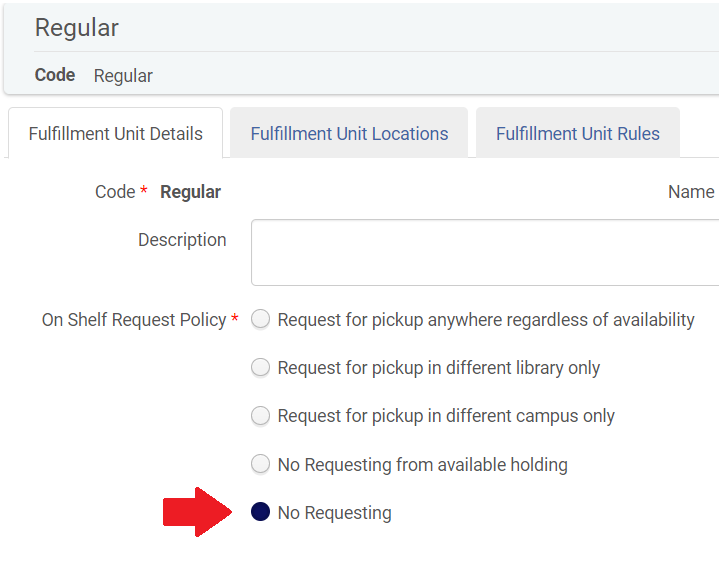 Regular
Code Regular
Fulfillment Unit Details Fulfillment Unit Locations Fulfillment Unit Rules
Code * Regular Name
Description
On Shelf Request Policy * Request for pickup anywhere regardless of availability
Request for pickup in different library only
Request for pickup in different campus only
No Requesting from available holding
No Requesting